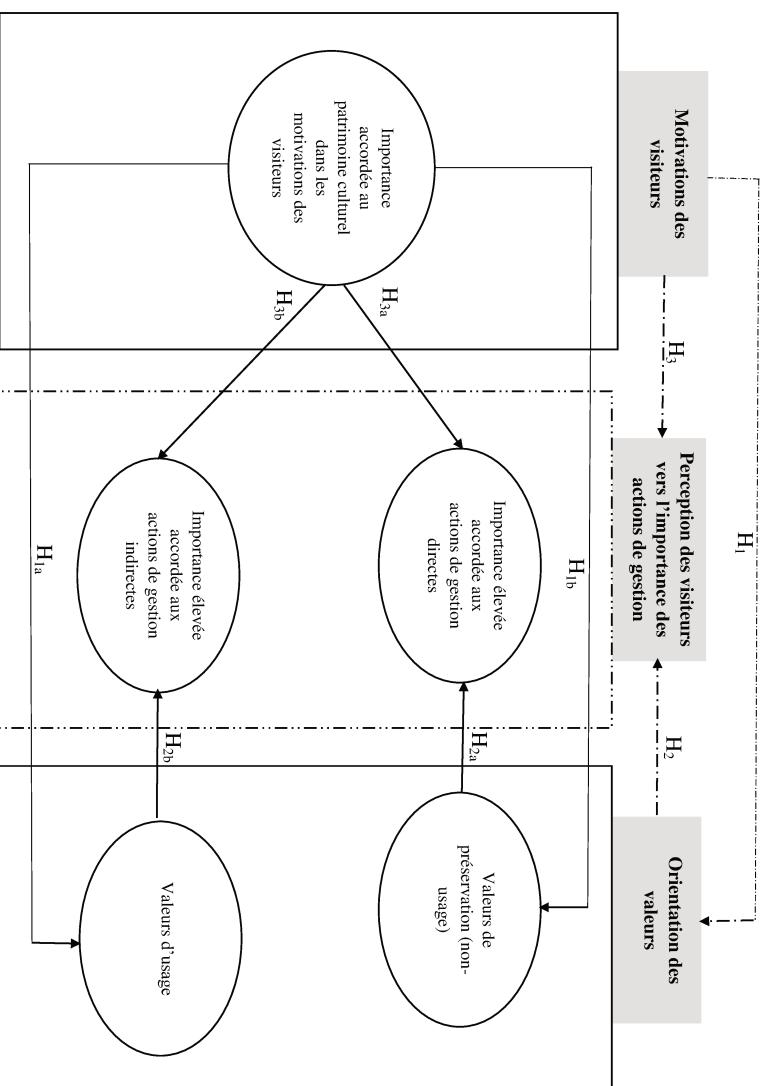 H1
Motivations des
visiteurs
H3
Perception des visiteurs
vers l'importance des
actions de gestion
H2
Orientation des
valeurs
H1b
Importance
accordée au
patrimoine culturel
dans les
motivations des
visiteurs
H3a
H3b
Importance élevée
accordée aux
actions de gestion
directes
H2a
Valeurs de
préservation (non-
usage)
Importance élevée
accordée aux
actions de gestion
indirectes
H2b
Valeurs d'usage
H1a